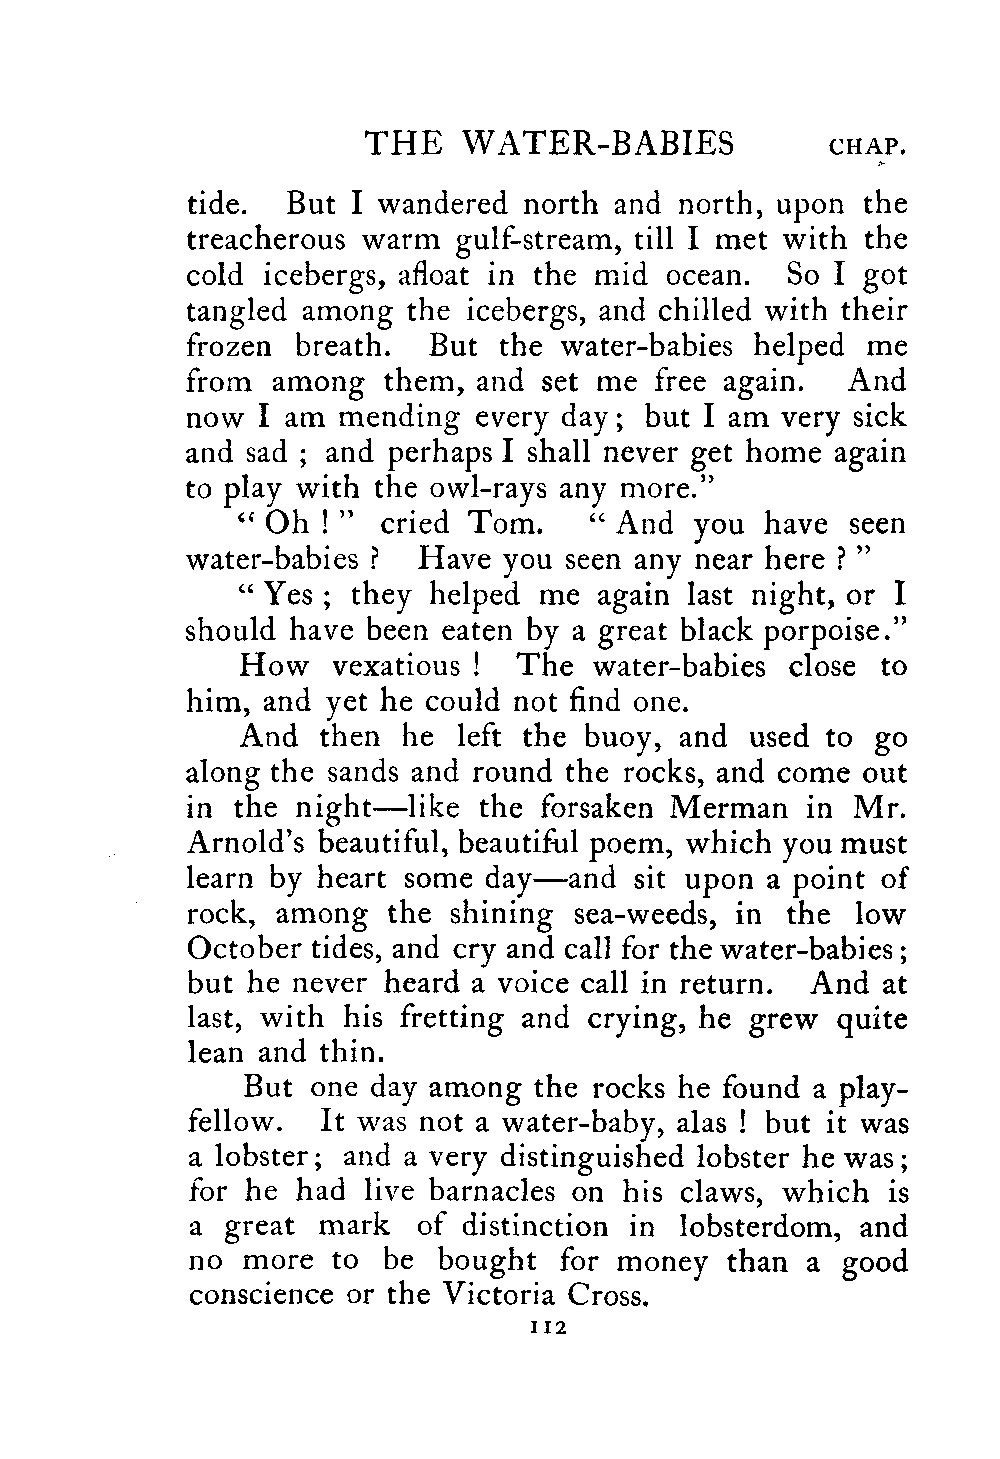 THE WATER-BABIES CHAP.
tide. But I wandered north and north, upon the
treacherous warm gulf-stream, till I met with the
cold icebergs, afloat in the mid ocean. So I got
tangled among the icebergs, and chilled with their
frozen breath. But the water-babies helped me
from among them, and set me free again. And
now I am mending every day; but I am very sick
and sad ; and perhaps I shall never get home again
to play with the owl-rays any more."
" Oh ! " cried Tom. " And you have seen
water-babies ? Have you seen any near here ? "
" Yes ; they helped me again last night, or I
should have been eaten by a great black porpoise."
How vexatious ! The water-babies close to
him, and yet he could not find one.
And then he left the buoy, and used to go
along the sands and round the rocks, and come out
in the night—like the forsaken Merman in Mr.
Arnold's beautiful, beautiful poem, which you must
learn by heart some day—and sit upon a point of
rock, among the shining sea-weeds, in the low
October tides, and cry and call for the water-babies ;
but he never heard a voice call in return. And at
last, with his fretting and crying, he grew quite
lean and thin.
But one day among the rocks he found a play-
fellow. It was not a water-baby, alas ! but it was
a lobster; and a very distinguished lobster he was ;
for he had live barnacles on his claws, which is
a great mark of distinction in lobsterdom, and
no more to be bought for money than a good
conscience or the Victoria Cross.
112